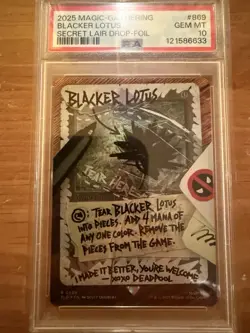 2025 MAGIC-GATHERING #869
BLACKER LOTUS GEM MT
SECRET LAIR DROP-FOIL 10
PSA 121586633
BLACKER LOTUS
TEAR HERE
: TEAR BLACKER LOTUS
INTO PIECES. ADD 4 MANA OF
ANY ONE COLOR. REMOVE THE
PIECES FROM THE GAME.
MADE IT BETTER, YOU'RE WELCOME
—XOXO DEADPOOL